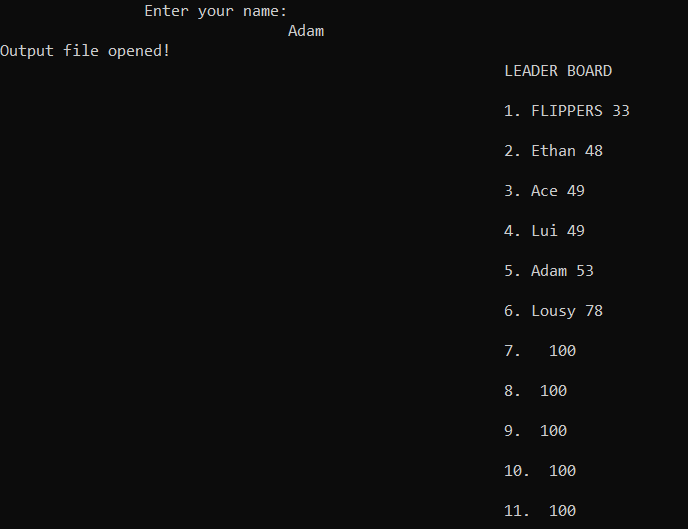 Enter your name:
Adam
Output file opened!
LEADER BOARD
1. FLIPPERS 33
2. Ethan 48
3. Ace 49
4. Lui 49
5. Adam 53
6. Lousy 78
7.   100
8.  100
9.  100
10.  100
11.  100